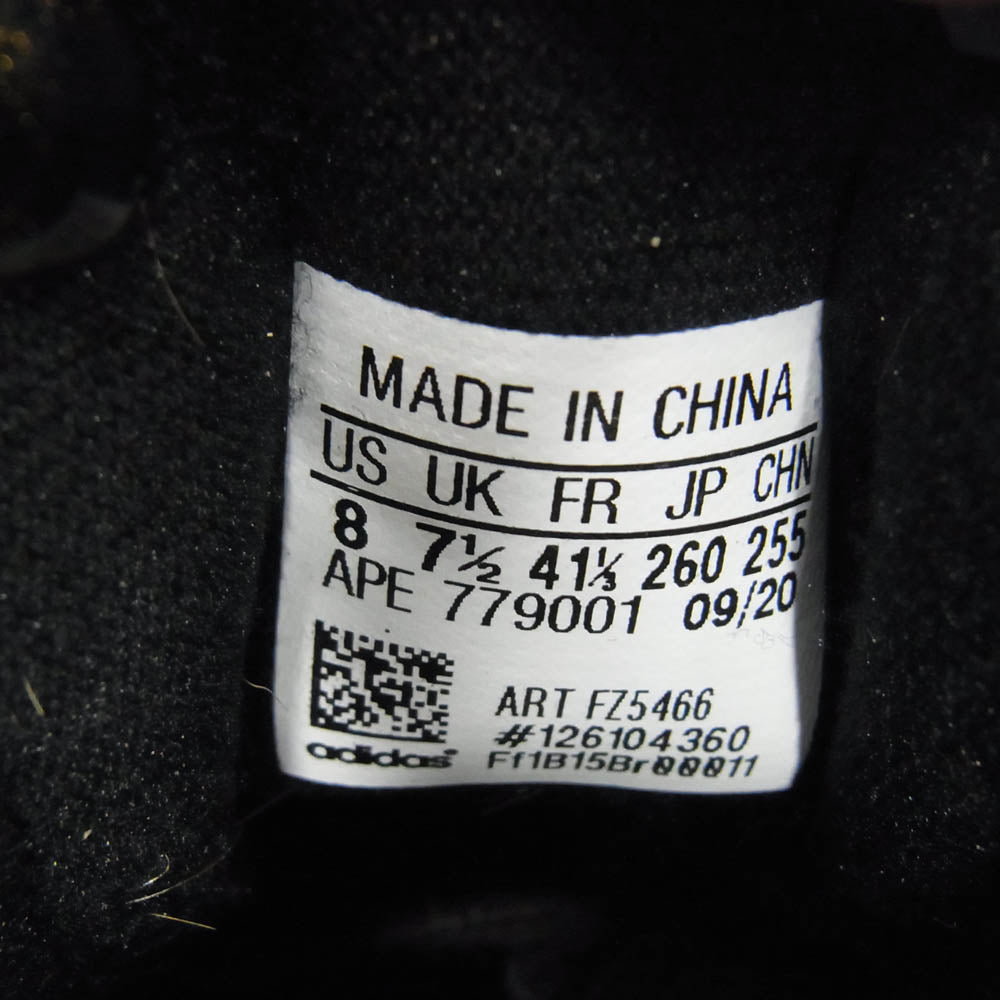 MADE IN CHINA
US UK FR JP CHN
8 7½ 41⅓ 260 255
APE 779001 09/20
ART FZ5466
#126104360
adidas Ff1B15Br00011